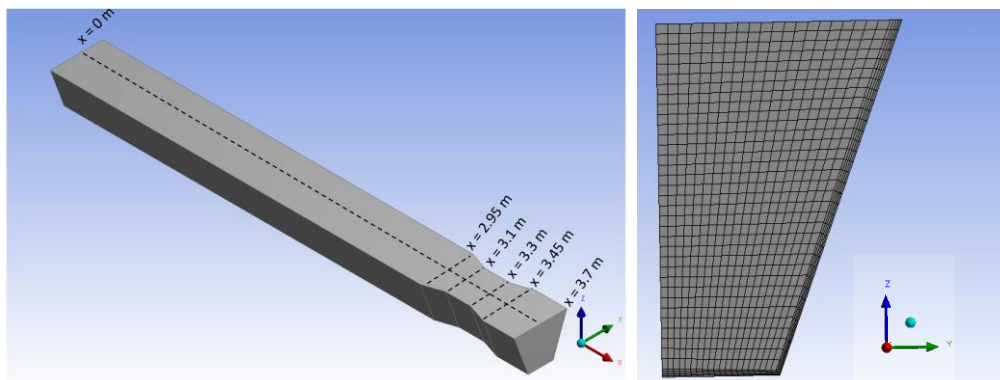 x = 0 m
x = 2.95 m
x = 3.1 m
x = 3.3 m
x = 3.45 m
x = 3.7 m
Z
Y
X
Z
Y